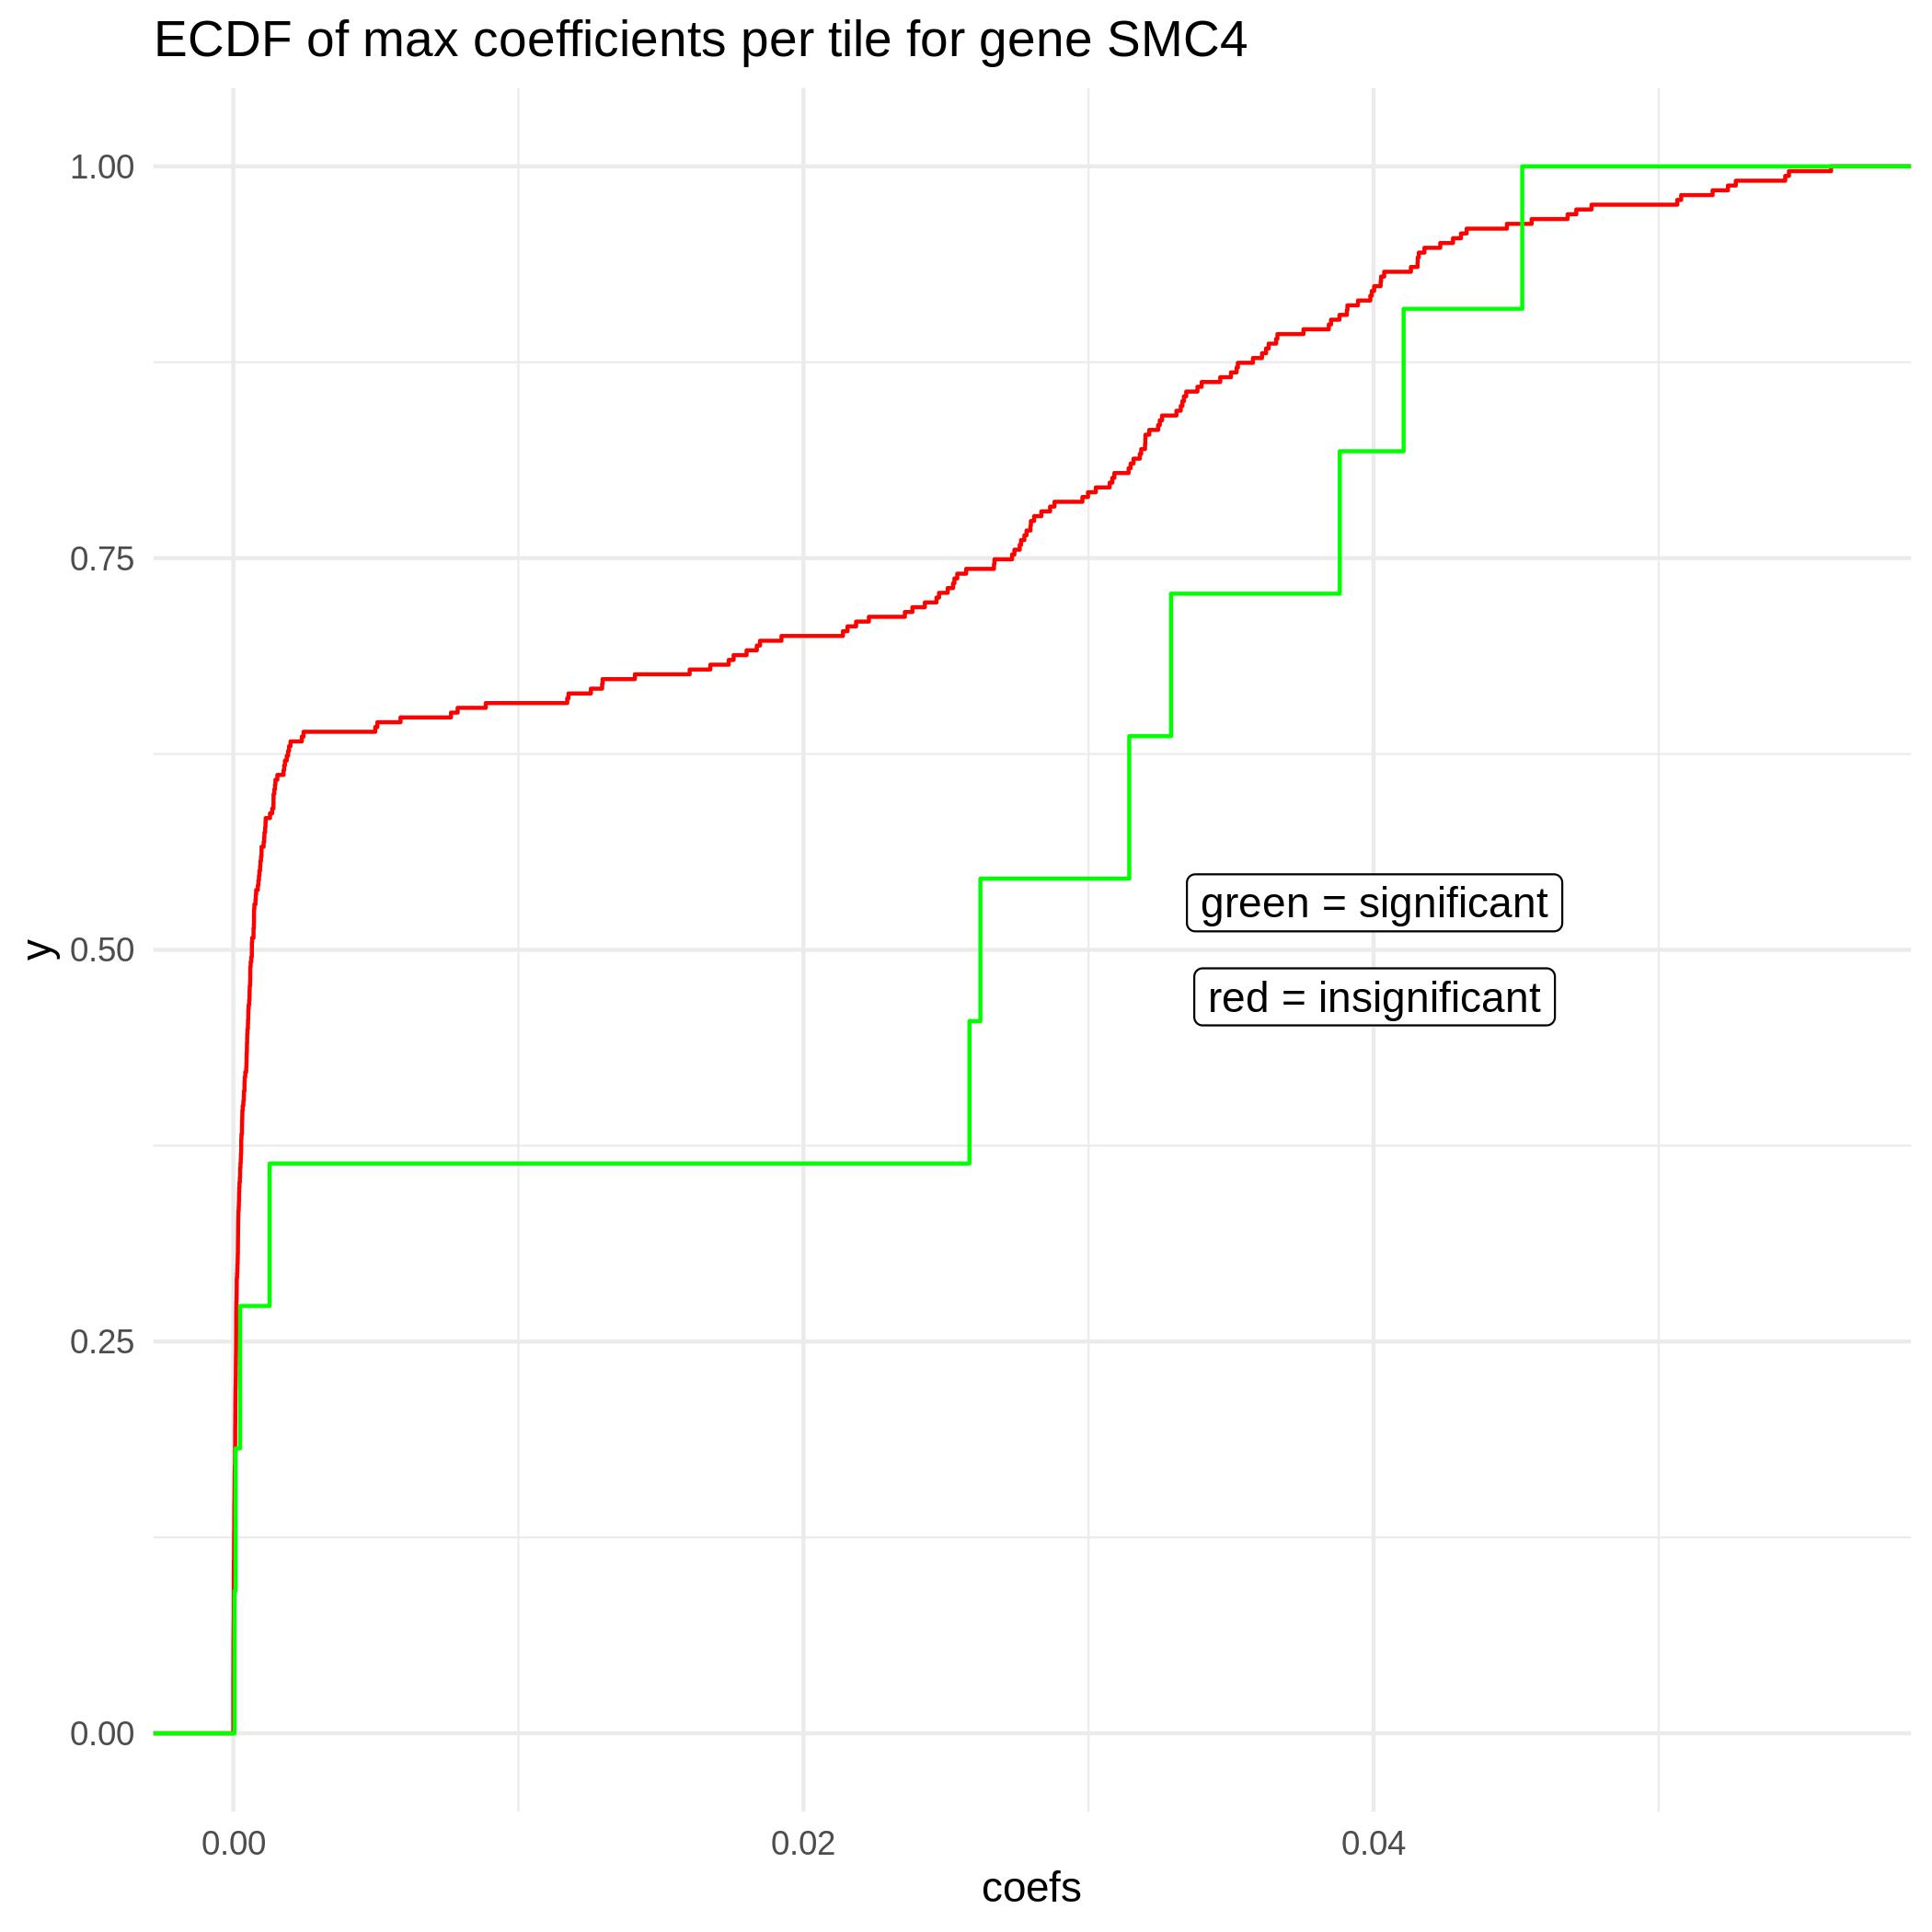 ECDF of max coefficients per tile for gene SMC4
1.00
0.75
0.50
0.25
0.00
y
green = significant
red = insignificant
0.00
0.02
0.04
coefs